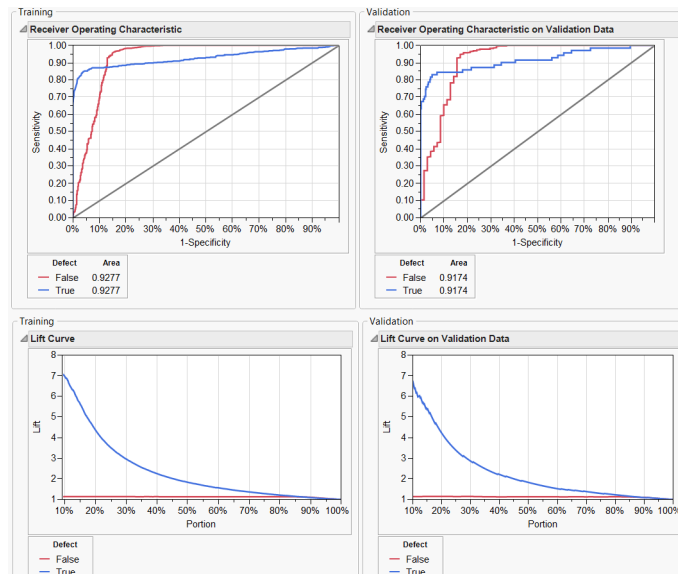 Training
Receiver Operating Characteristic
1.00
0.90
0.80
0.70
0.60
0.50
0.40
0.30
0.20
0.10
0.00
Sensitivity
0% 10% 20% 30% 40% 50% 60% 70% 80% 90%
1-Specificity
Defect Area
False 0.9277
True 0.9277
Validation
Receiver Operating Characteristic on Validation Data
1.00
0.90
0.80
0.70
0.60
0.50
0.40
0.30
0.20
0.10
0.00
Sensitivity
0% 10% 20% 30% 40% 50% 60% 70% 80% 90%
1-Specificity
Defect Area
False 0.9174
True 0.9174
Training
Lift Curve
8
7
6
5
4
3
2
1
Lift
10% 20% 30% 40% 50% 60% 70% 80% 90% 100%
Portion
Defect
False
True
Validation
Lift Curve on Validation Data
8
7
6
5
4
3
2
1
Lift
10% 20% 30% 40% 50% 60% 70% 80% 90% 100%
Portion
Defect
False
True